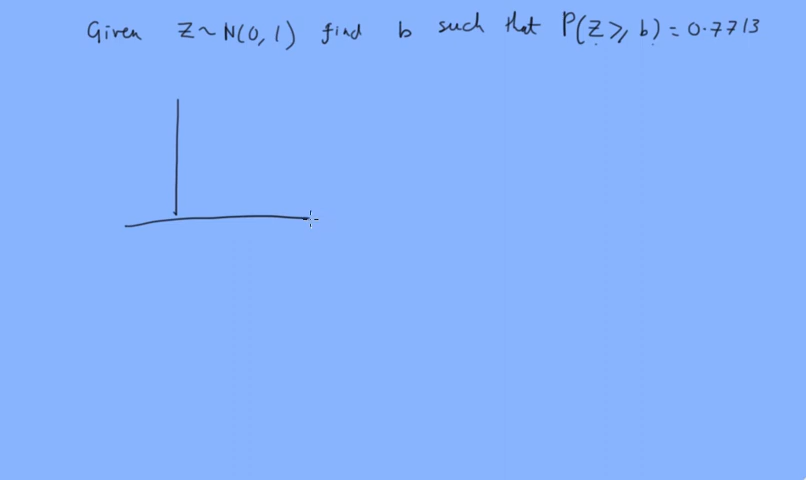 Given Z~N(0,1) find b such that P(Z⩾b)=0.7713